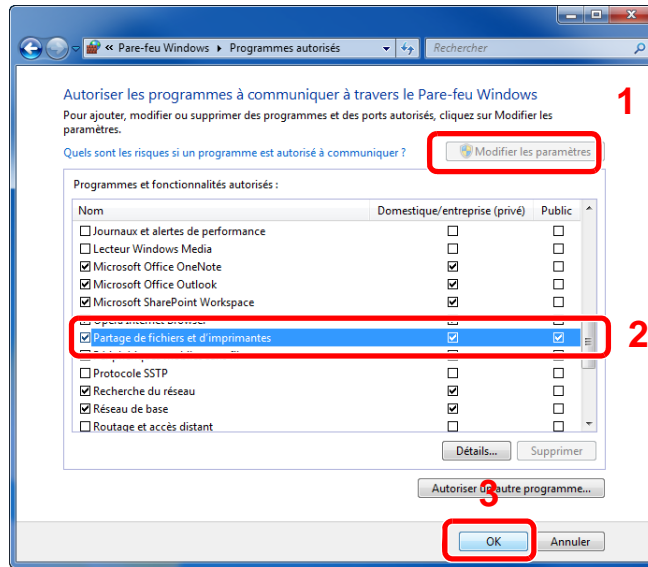 « Pare-feu Windows ▸ Programmes autorisés
Rechercher
Autoriser les programmes à communiquer à travers le Pare-feu Windows
1
Pour ajouter, modifier ou supprimer des programmes et des ports autorisés, cliquez sur Modifier les
paramètres.
Quels sont les risques si un programme est autorisé à communiquer ?
Modifier les paramètres
Programmes et fonctionnalités autorisés :
Nom Domestique/entreprise (privé) Public
Journaux et alertes de performance
Lecteur Windows Media
Microsoft Office OneNote
Microsoft Office Outlook
Microsoft SharePoint Workspace
Opera Internet Browser
Partage de fichiers et d'imprimantes
2
Protocole SSTP
Recherche du réseau
Réseau de base
Routage et accès distant
Détails... Supprimer
Autoriser un autre programme...
3
OK Annuler